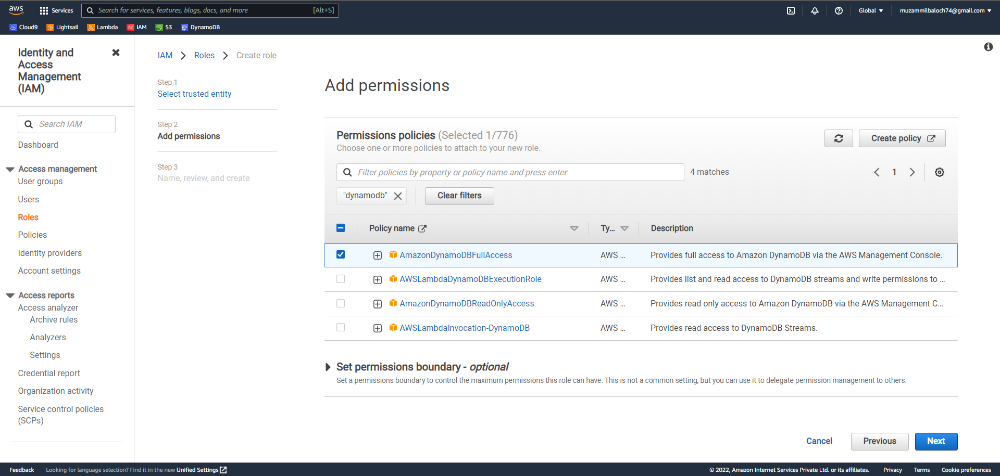 aws
Services
Search for services, features, blogs, docs, and more
[Alt+S]
Global
muzammilbaloch74@gmail.com
Cloud9
Lightsail
Lambda
IAM
S3
DynamoDB
Identity and
Access
Management
(IAM)
Search IAM
Dashboard
Access management
User groups
Users
Roles
Policies
Identity providers
Account settings
Access reports
Access analyzer
Archive rules
Analyzers
Settings
Credential report
Organization activity
Service control policies
(SCPs)
IAM
Roles
Create role
Step 1
Select trusted entity
Step 2
Add permissions
Step 3
Name, review, and create
Add permissions
Permissions policies (Selected 1/776)
Choose one or more policies to attach to your new role.
Create policy
Filter policies by property or policy name and press enter
4 matches
1
"dynamodb"
Clear filters
Policy name
Ty...
Description
AmazonDynamoDBFullAccess
AWS ...
Provides full access to Amazon DynamoDB via the AWS Management Console.
AWSLambdaDynamoDBExecutionRole
AWS ...
Provides list and read access to DynamoDB streams and write permissions to ...
AmazonDynamoDBReadOnlyAccess
AWS ...
Provides read only access to Amazon DynamoDB via the AWS Management C...
AWSLambdaInvocation-DynamoDB
AWS ...
Provides read access to DynamoDB Streams.
Set permissions boundary - optional
Set a permissions boundary to control the maximum permissions this role can have. This is not a common setting, but you can use it to delegate permission management to others.
Cancel
Previous
Next
Feedback
Looking for language selection? Find it in the new Unified Settings
© 2022, Amazon Internet Services Private Ltd. or its affiliates.
Privacy
Terms
Cookie preferences